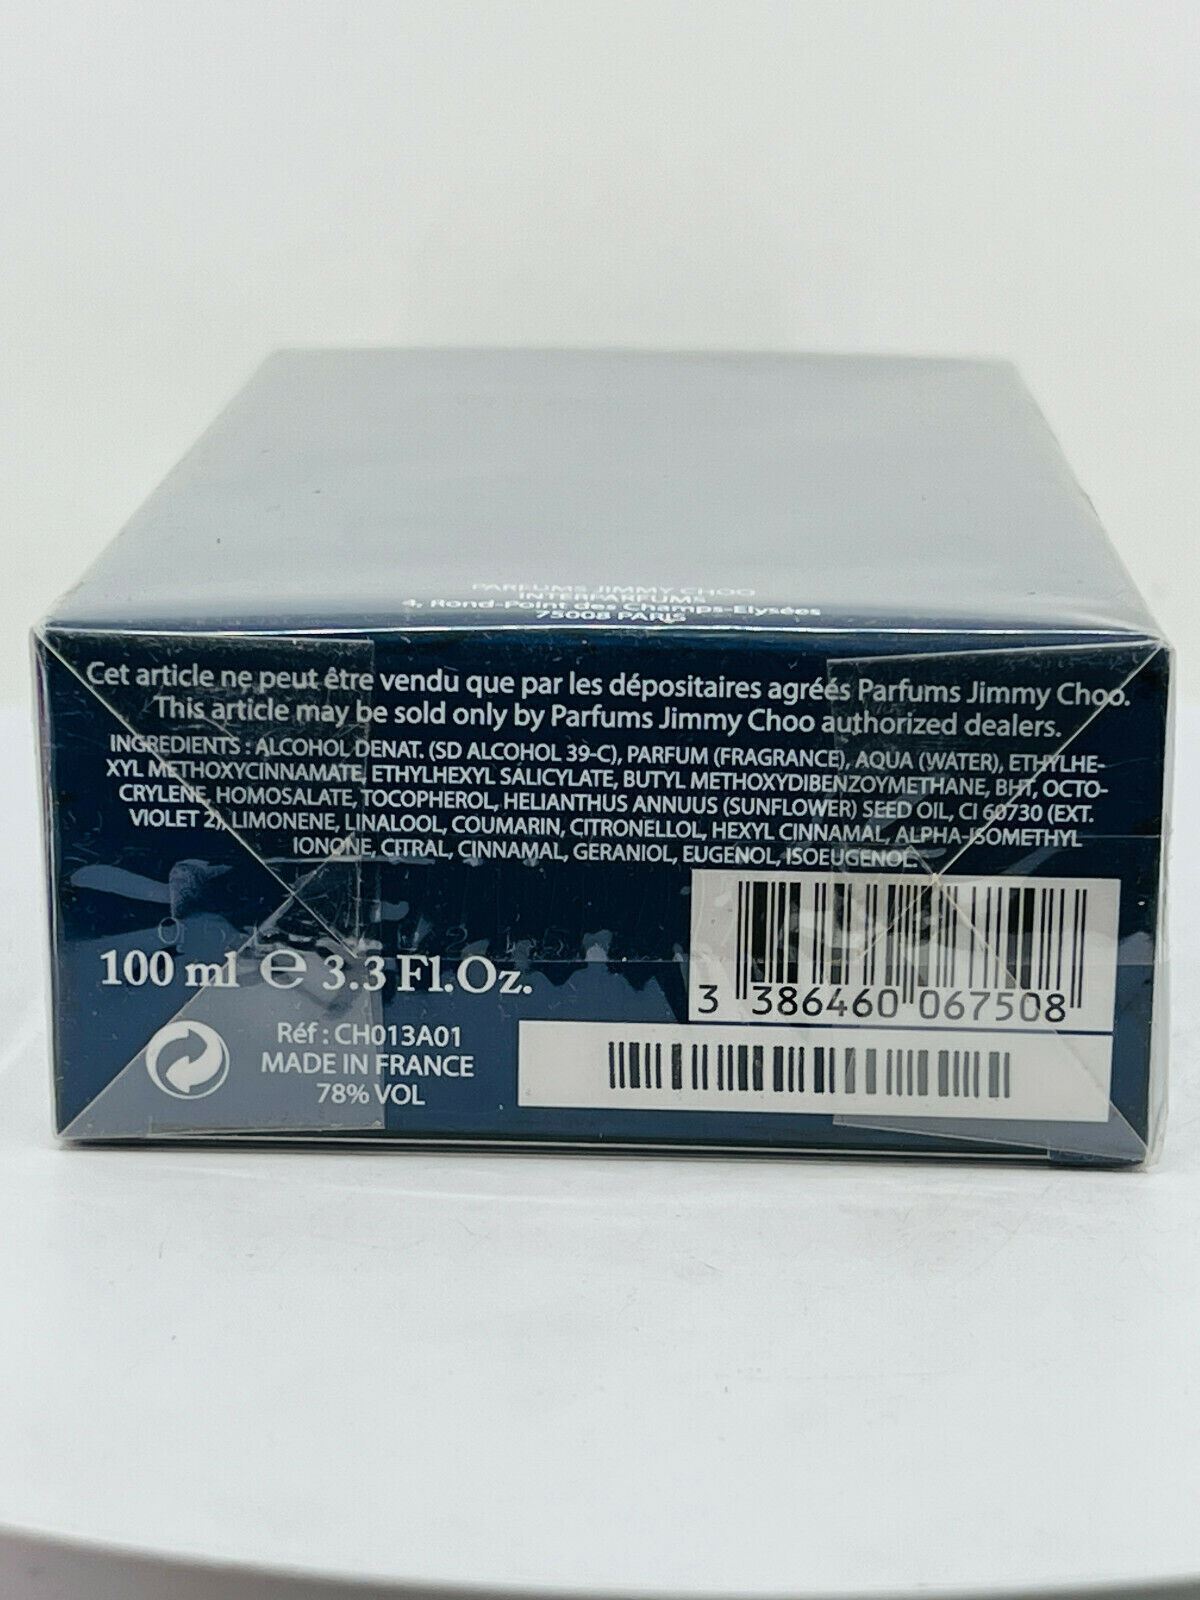 PARFUMS JIMMY CHOO
INTERPARFUMS
4, Rond-Point des Champs-Elysées
75008 PARIS
Cet article ne peut être vendu que par les dépositaires agréés Parfums Jimmy Choo.
This article may be sold only by Parfums Jimmy Choo authorized dealers.
INGREDIENTS : ALCOHOL DENAT. (SD ALCOHOL 39-C), PARFUM (FRAGRANCE), AQUA (WATER), ETHYLHE-
XYL METHOXYCINNAMATE, ETHYLHEXYL SALICYLATE, BUTYL METHOXYDIBENZOYMETHANE, BHT, OCTO-
CRYLENE, HOMOSALATE, TOCOPHEROL, HELIANTHUS ANNUUS (SUNFLOWER) SEED OIL, CI 60730 (EXT.
VIOLET 2), LIMONENE, LINALOOL, COUMARIN, CITRONELLOL, HEXYL CINNAMAL, ALPHA-ISOMETHYL
IONONE, CITRAL, CINNAMAL, GERANIOL, EUGENOL, ISOEUGENOL.
100 ml e 3.3 Fl.Oz.
3 386460 067508
Réf : CH013A01
MADE IN FRANCE
78% VOL